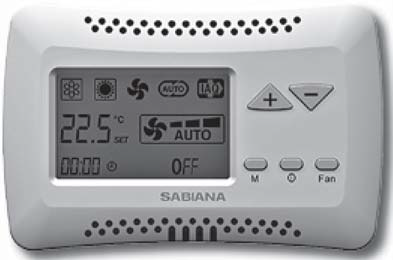 AUTO IAQ
22.5 °C SET
AUTO
00:00 OFF
+ −
M Fan
SABIANA